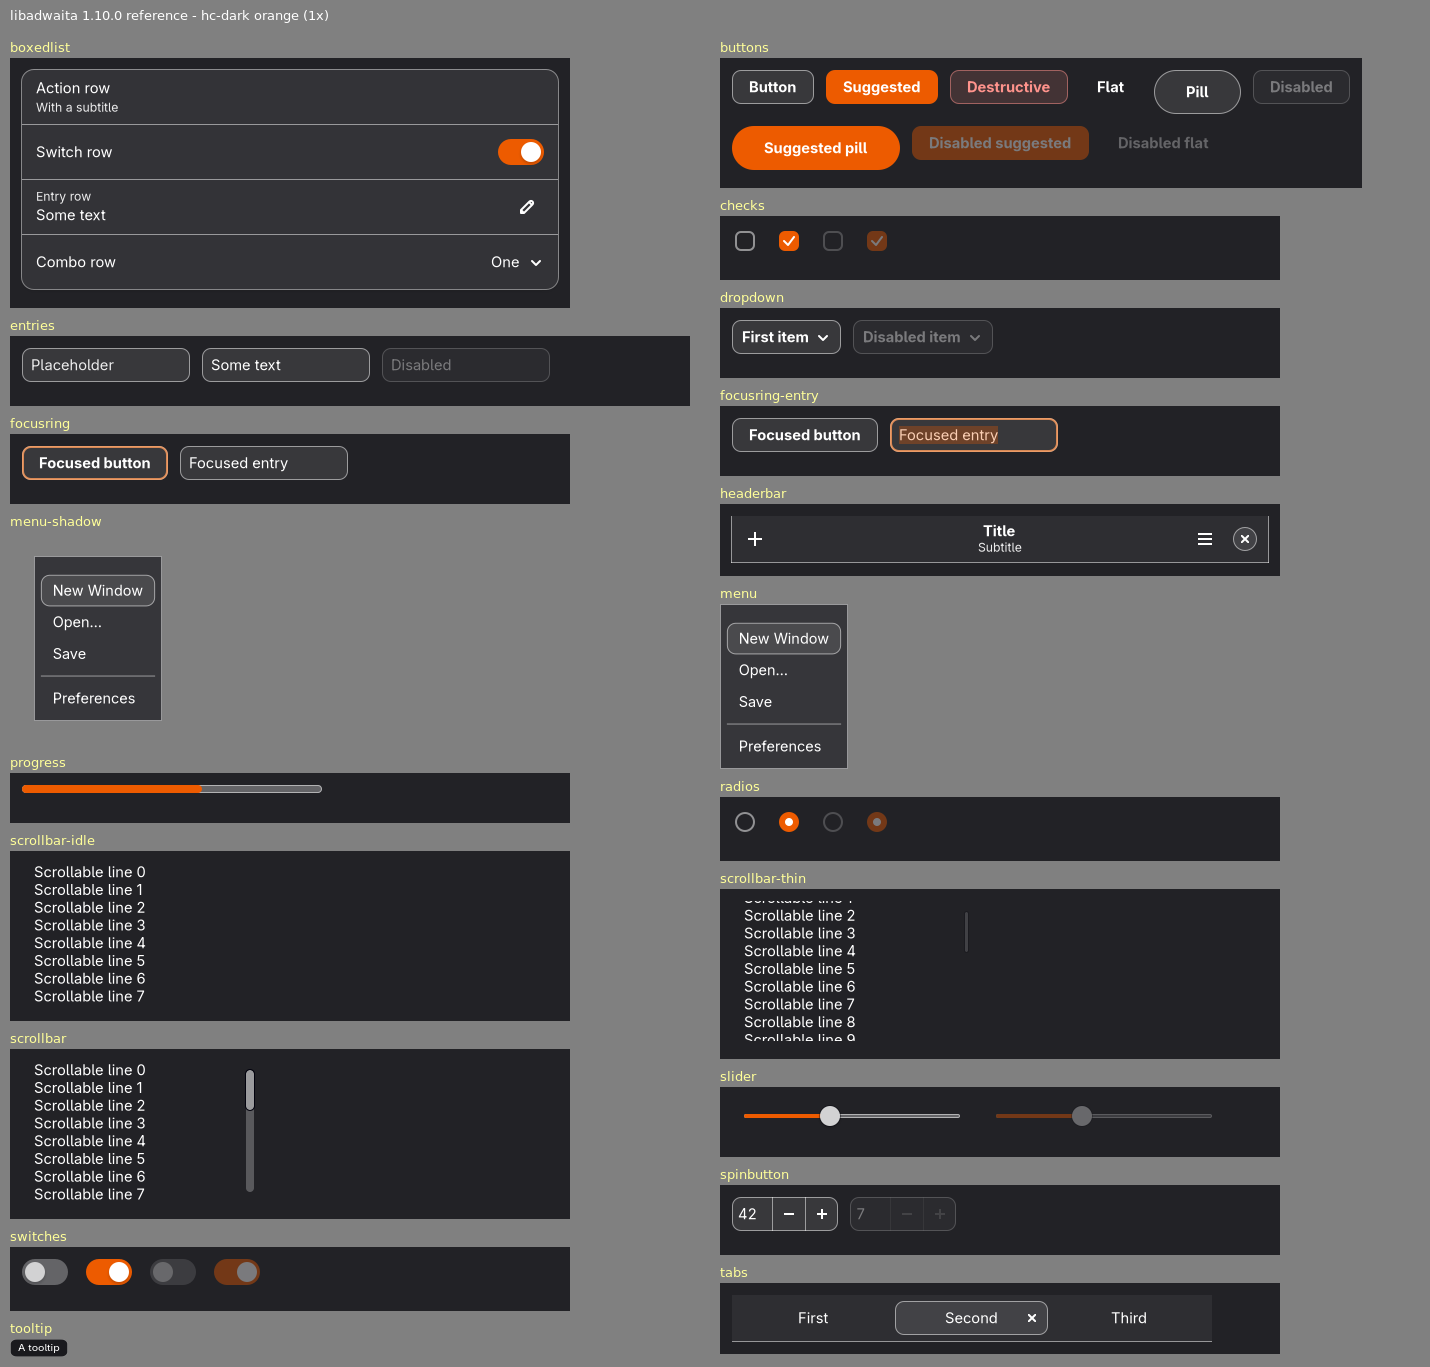 libadwaita 1.10.0 reference - hc-dark orange (1x)
boxedlist
Action row
With a subtitle
Switch row
Entry row
Some text
Combo row
One
entries
Placeholder
Some text
Disabled
focusring
Focused button
Focused entry
menu-shadow
New Window
Open...
Save
Preferences
progress
scrollbar-idle
Scrollable line 0
Scrollable line 1
Scrollable line 2
Scrollable line 3
Scrollable line 4
Scrollable line 5
Scrollable line 6
Scrollable line 7
scrollbar
Scrollable line 0
Scrollable line 1
Scrollable line 2
Scrollable line 3
Scrollable line 4
Scrollable line 5
Scrollable line 6
Scrollable line 7
switches
tooltip
A tooltip
buttons
Button
Suggested
Destructive
Flat
Pill
Disabled
Suggested pill
Disabled suggested
Disabled flat
checks
dropdown
First item
Disabled item
focusring-entry
Focused button
Focused entry
headerbar
Title
Subtitle
menu
New Window
Open...
Save
Preferences
radios
scrollbar-thin
Scrollable line 1
Scrollable line 2
Scrollable line 3
Scrollable line 4
Scrollable line 5
Scrollable line 6
Scrollable line 7
Scrollable line 8
Scrollable line 9
slider
spinbutton
42
7
tabs
First
Second
Third